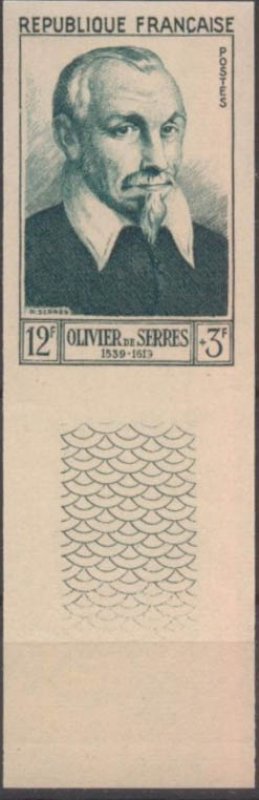 REPUBLIQUE FRANÇAISE
POSTES
12F OLIVIER DE SERRES +3F
1539-1619